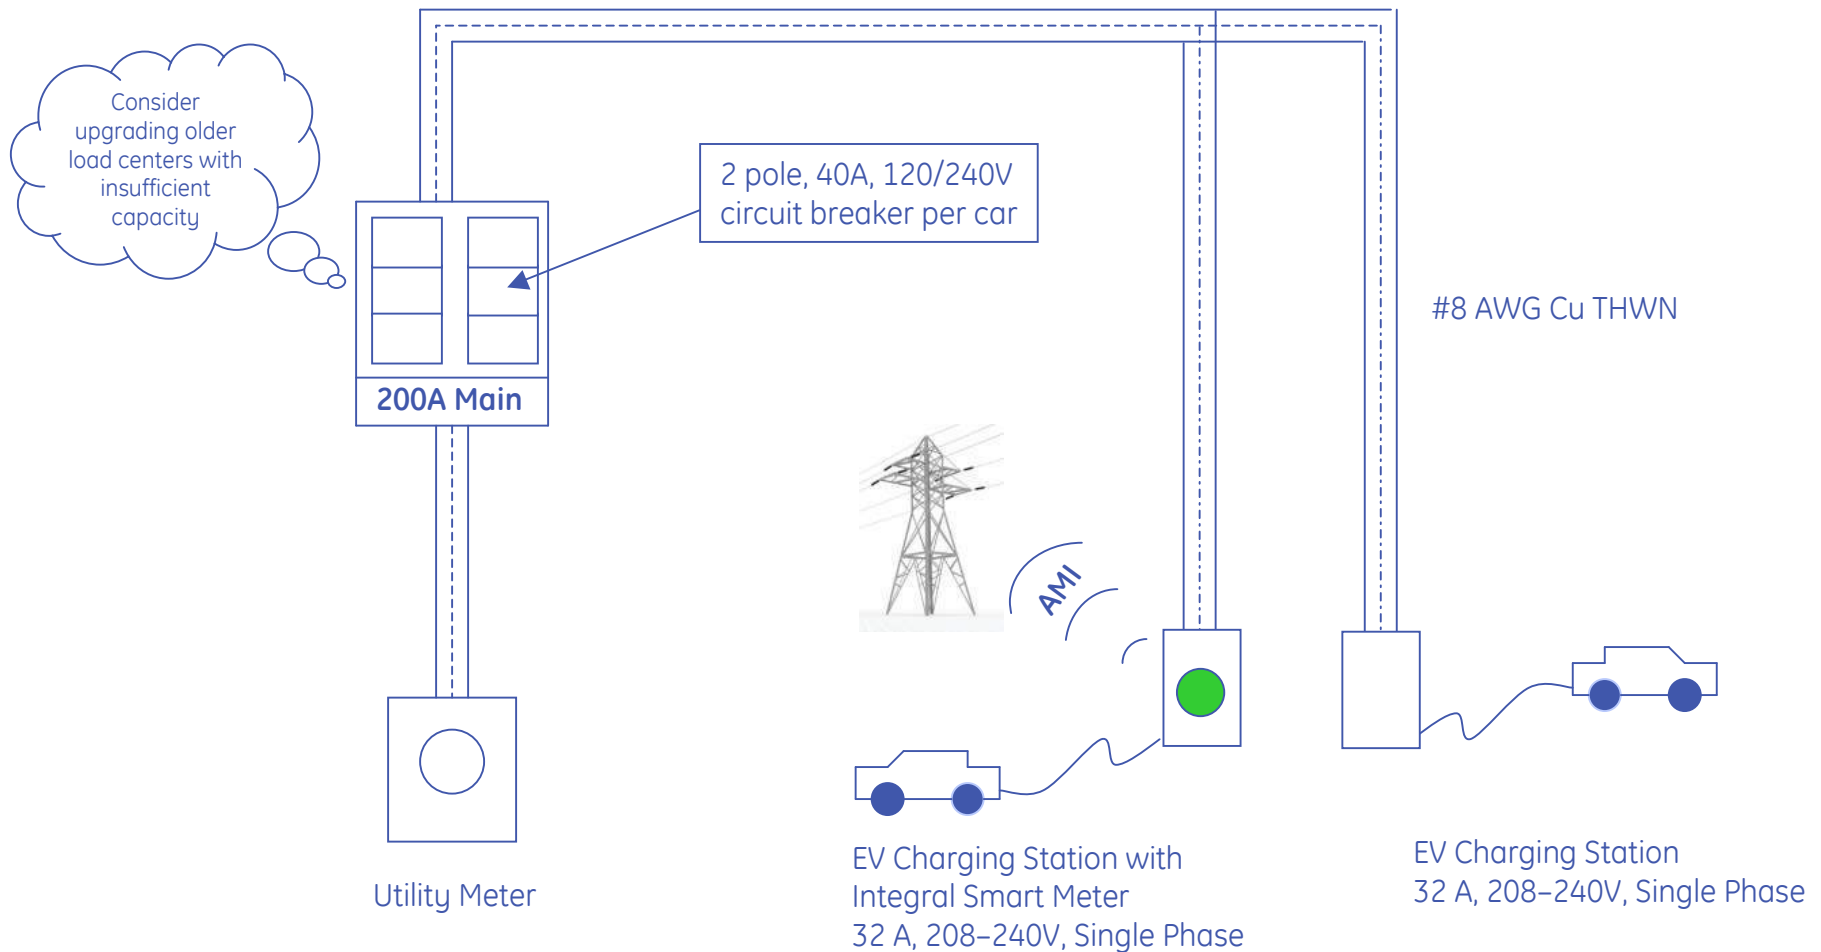 Consider
upgrading older
load centers with
insufficient
capacity
2 pole, 40A, 120/240V
circuit breaker per car
#8 AWG Cu THWN
200A Main
AMI
Utility Meter
EV Charging Station with
Integral Smart Meter
32 A, 208–240V, Single Phase
EV Charging Station
32 A, 208–240V, Single Phase